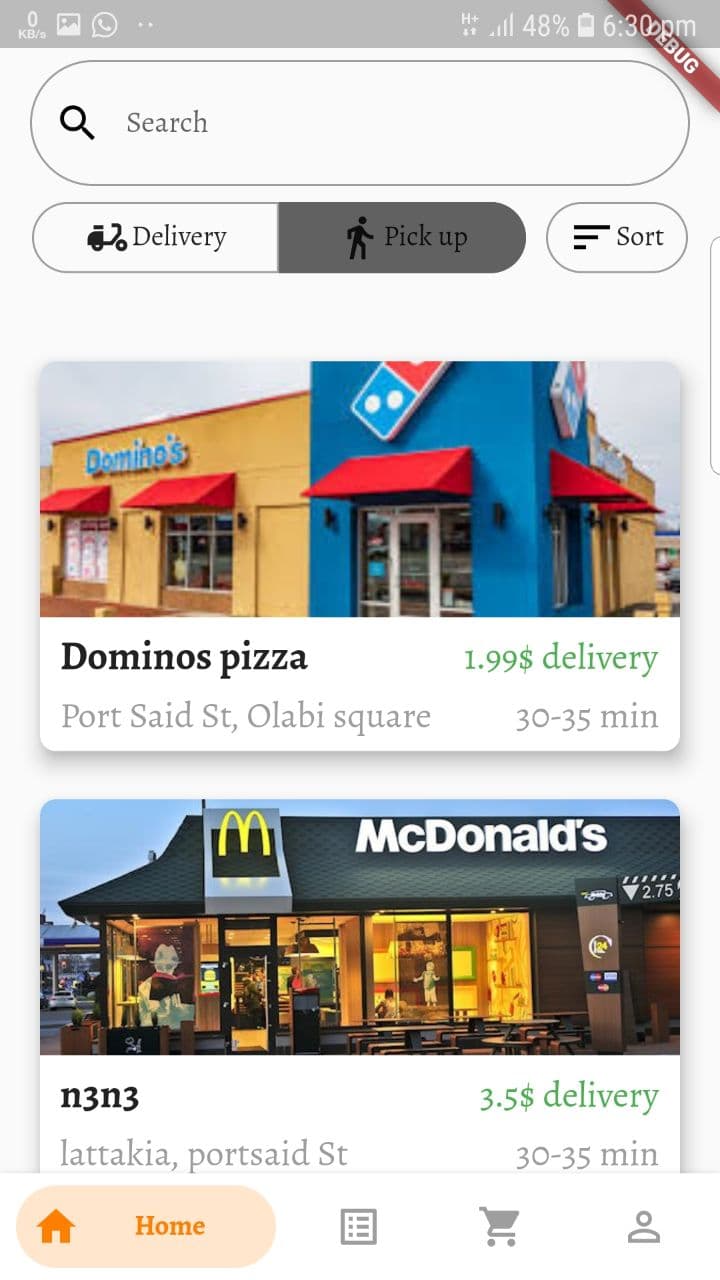 0
KB/s
H+
48%
6:30 pm
DEBUG
Search
Delivery
Pick up
Sort
Domino's
Dominos pizza
1.99$ delivery
Port Said St, Olabi square
30-35 min
McDonald's
2.75
24
n3n3
3.5$ delivery
lattakia, portsaid St
30-35 min
Home